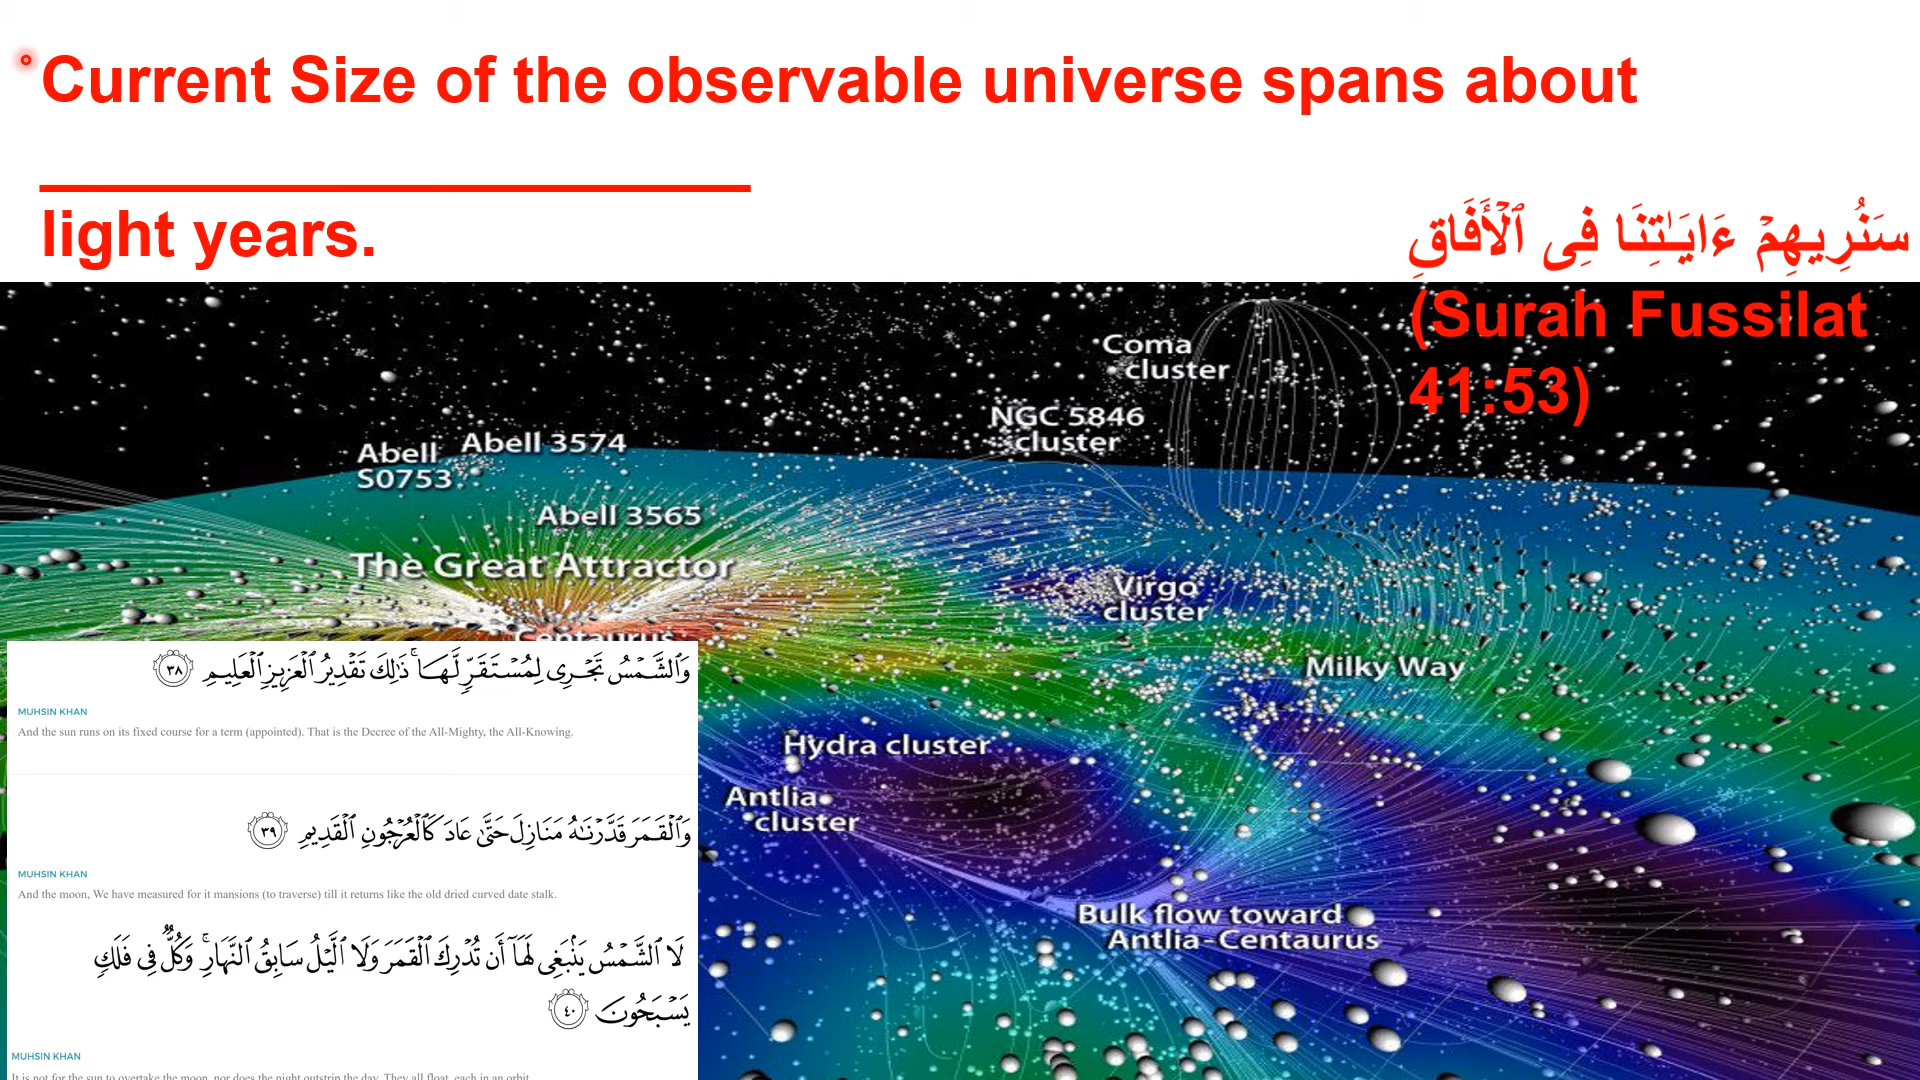 Current Size of the observable universe spans about
light years.
سَنُرِيهِمْ ءَايَـٰتِنَا فِى ٱلْأَفَاقِ
(Surah Fussilat
41:53)
Coma
cluster
NGC 5846
cluster
Abell
S0753
Abell 3574
Abell 3565
The Great Attractor
Virgo
cluster
Centaurus
Milky Way
Hydra cluster
Antlia
cluster
Bulk flow toward
Antlia-Centaurus
وَٱلشَّمْسُ تَجْرِى لِمُسْتَقَرٍّ لَّهَا ۚ ذَٰلِكَ تَقْدِيرُ ٱلْعَزِيزِ ٱلْعَلِيمِ ٣٨
MUHSIN KHAN
And the sun runs on its fixed course for a term (appointed). That is the Decree of the All-Mighty, the All-Knowing.
وَٱلْقَمَرَ قَدَّرْنَـٰهُ مَنَازِلَ حَتَّىٰ عَادَ كَٱلْعُرْجُونِ ٱلْقَدِيمِ ٣٩
MUHSIN KHAN
And the moon, We have measured for it mansions (to traverse) till it returns like the old dried curved date stalk.
لَا ٱلشَّمْسُ يَنۢبَغِى لَهَآ أَن تُدْرِكَ ٱلْقَمَرَ وَلَا ٱلَّيْلُ سَابِقُ ٱلنَّهَارِ ۚ وَكُلٌّ فِى فَلَكٍ
يَسْبَحُونَ ٤٠
MUHSIN KHAN
It is not for the sun to overtake the moon, nor does the night outstrip the day. They all float, each in an orbit.